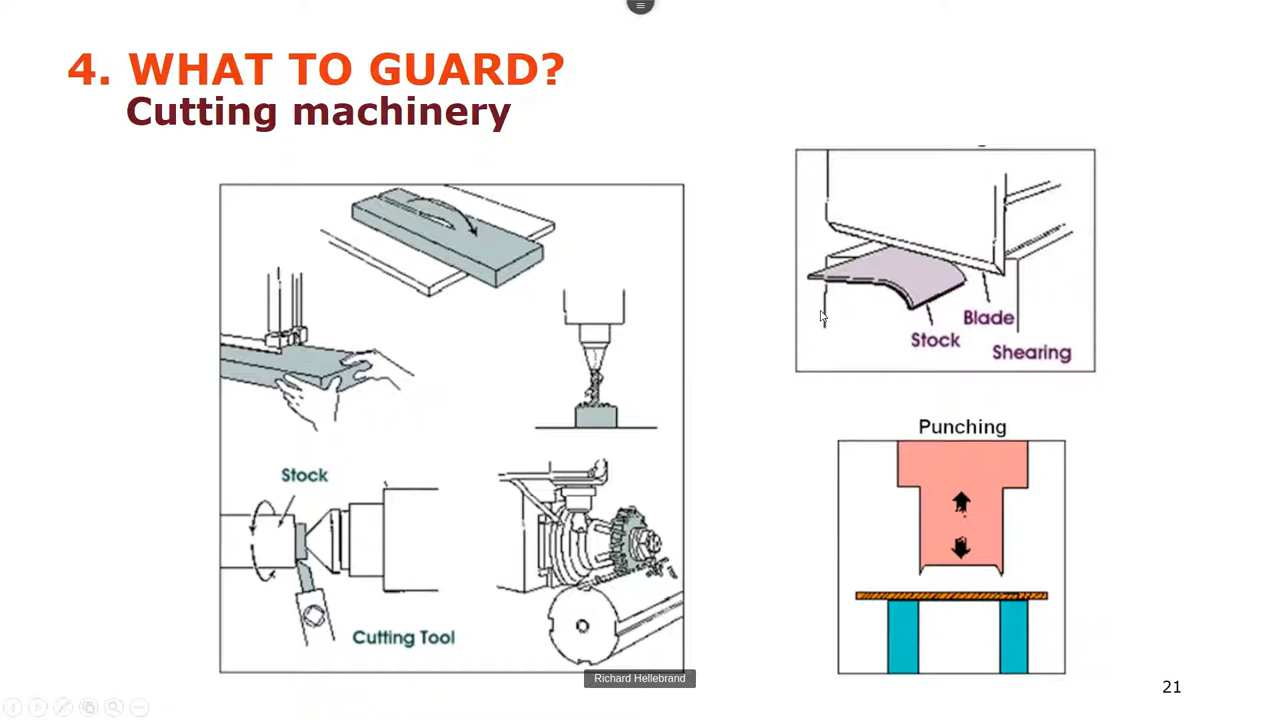 4. WHAT TO GUARD?
Cutting machinery
Blade
Stock
Shearing
Punching
Stock
Cutting Tool
Richard Hellebrand
21